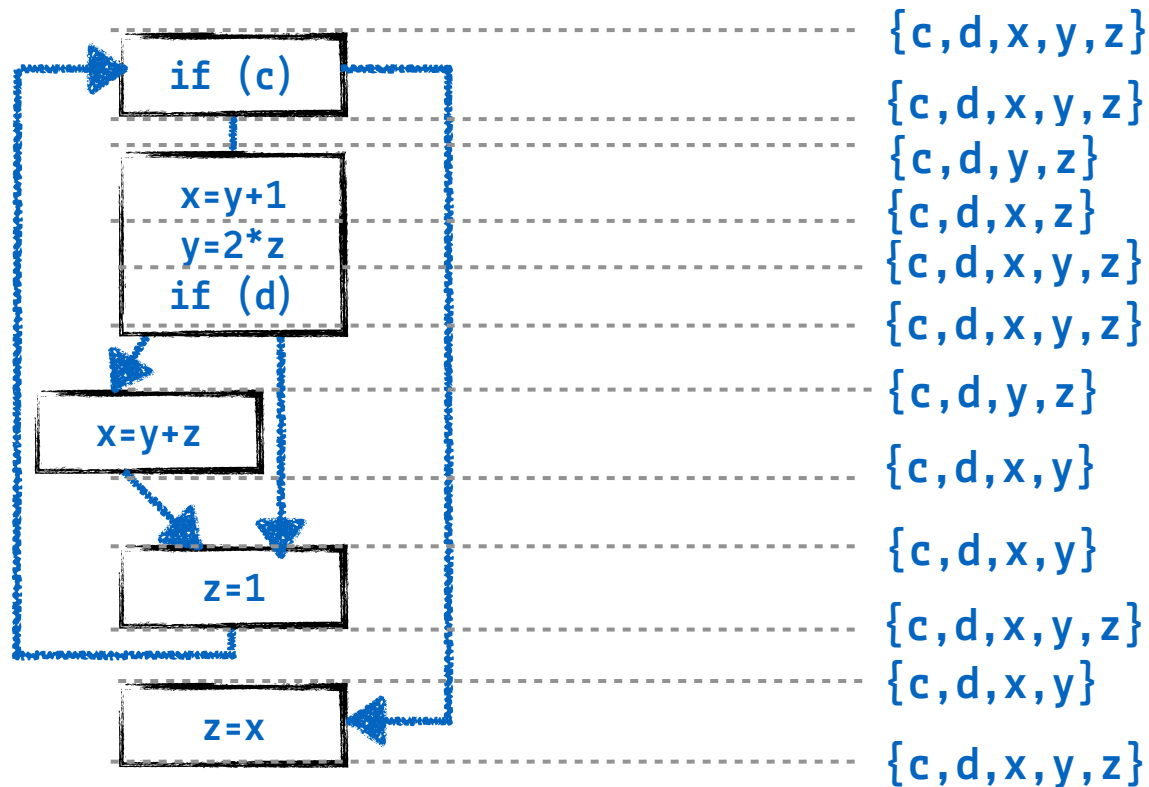 {c,d,x,y,z}
if (c)
{c,d,x,y,z}
{c,d,y,z}
x=y+1
{c,d,x,z}
y=2*z
{c,d,x,y,z}
if (d)
{c,d,x,y,z}
{c,d,y,z}
x=y+z
{c,d,x,y}
{c,d,x,y}
z=1
{c,d,x,y,z}
{c,d,x,y}
z=x
{c,d,x,y,z}